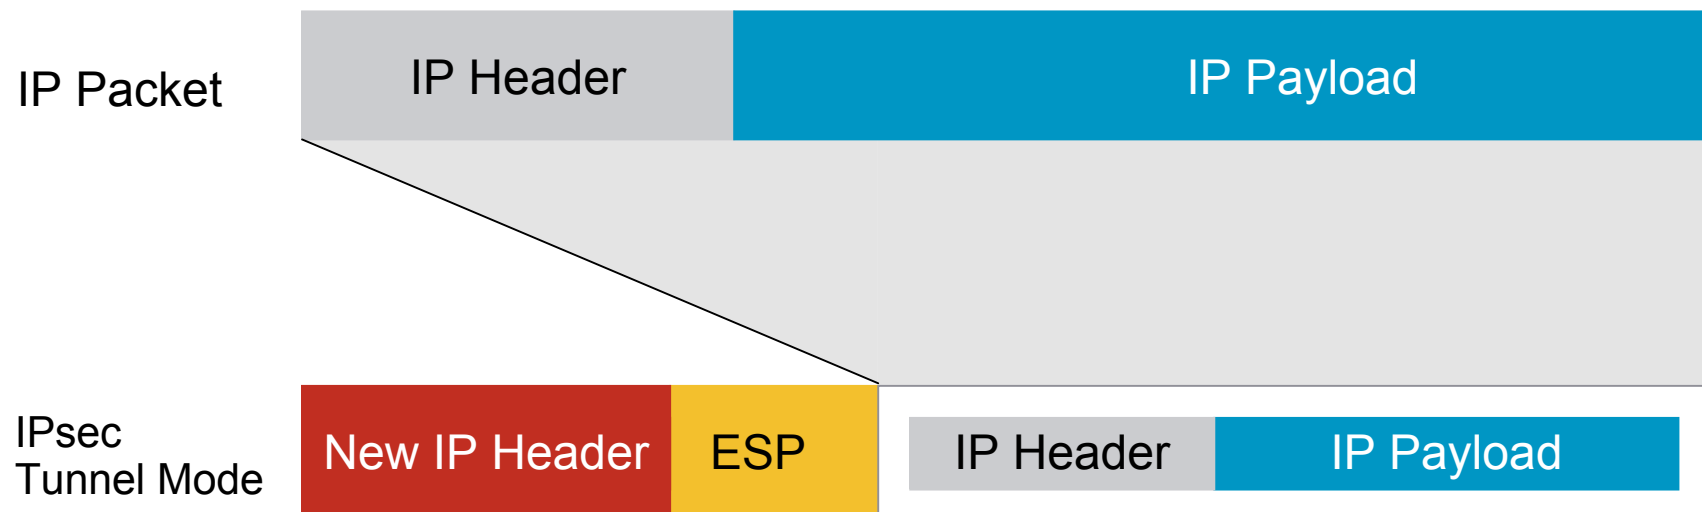 IP Packet
IP Header
IP Payload
IPsec
Tunnel Mode
New IP Header
ESP
IP Header
IP Payload